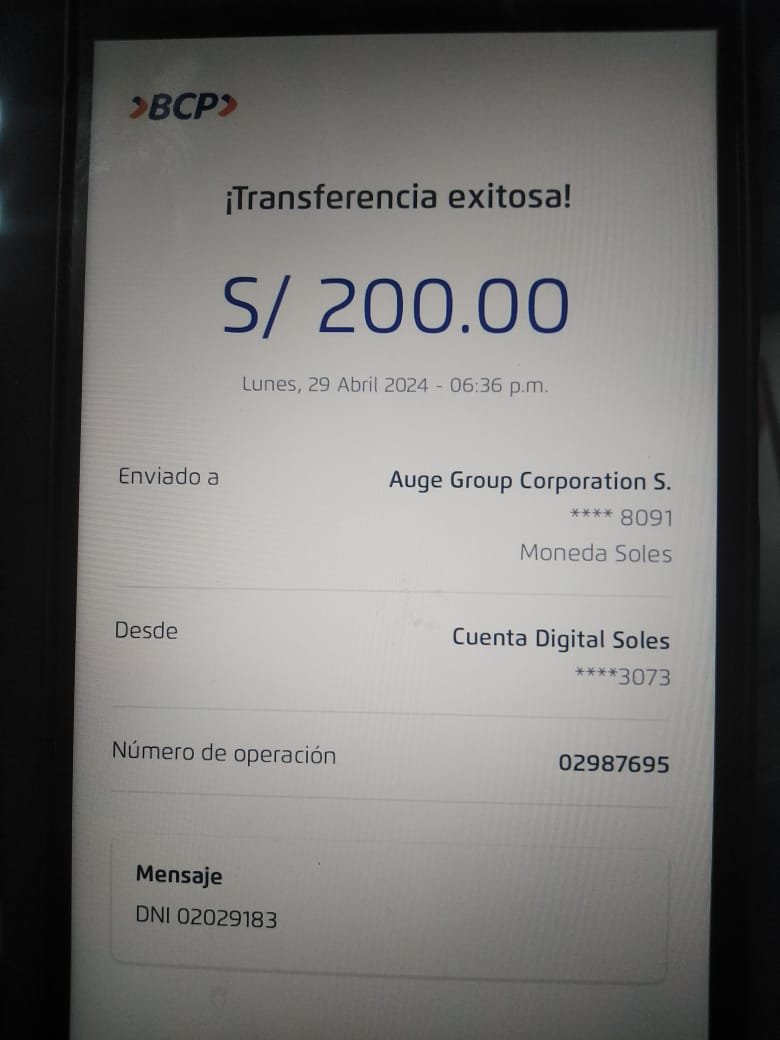 BCP
¡Transferencia exitosa!
S/ 200.00
Lunes, 29 Abril 2024 - 06:36 p.m.
Enviado a Auge Group Corporation S.
**** 8091
Moneda Soles
Desde Cuenta Digital Soles
****3073
Número de operación 02987695
Mensaje
DNI 02029183